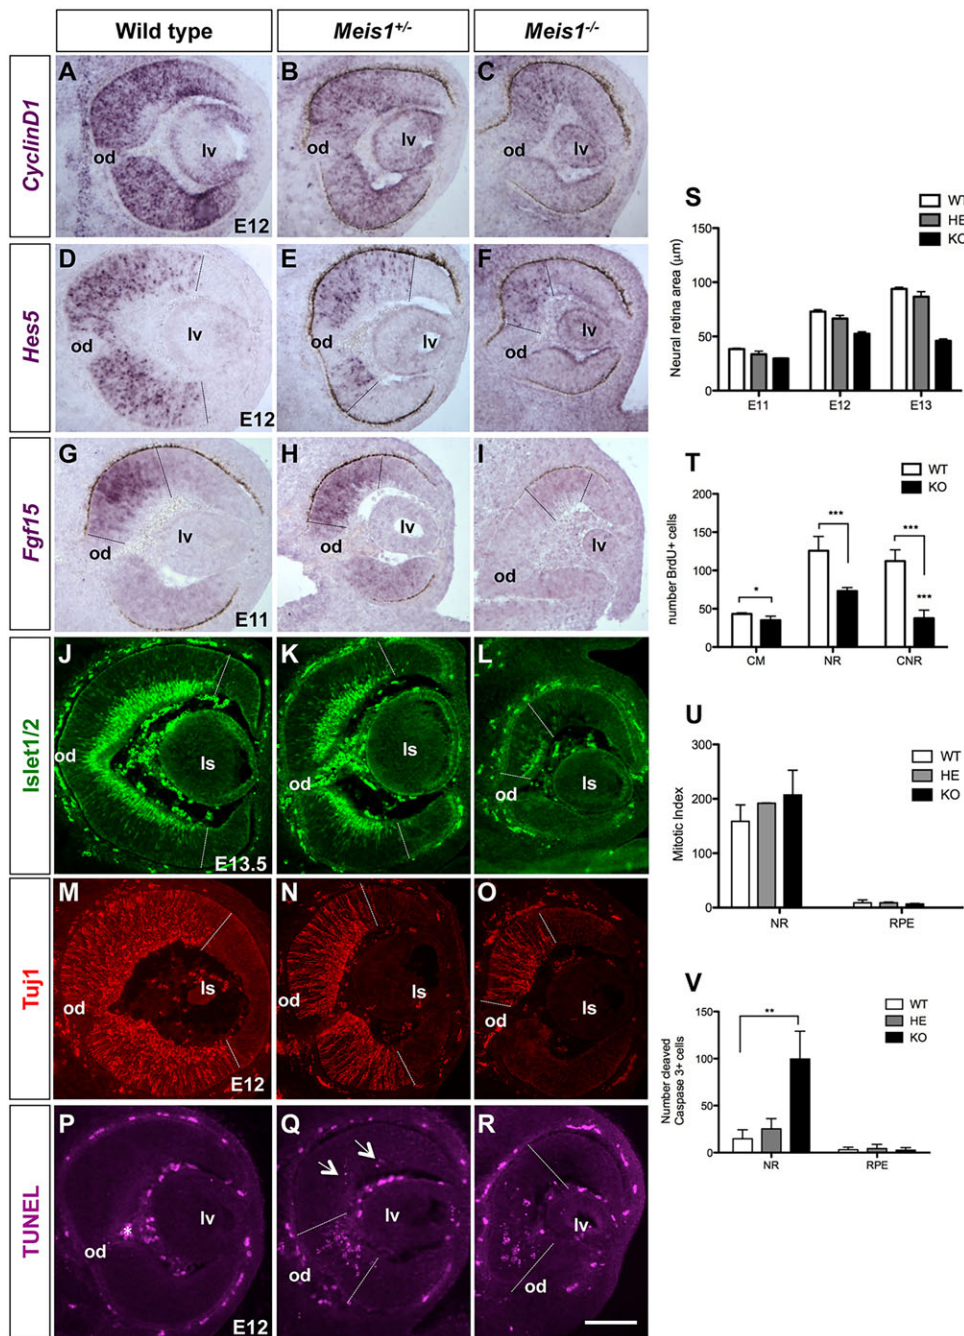 Wild type
Meis1+/-
Meis1-/-
CyclinD1
A
od
lv
E12
B
od
lv
C
od
lv
Hes5
D
od
lv
E12
E
od
lv
F
od
lv
Fgf15
G
od
lv
E11
H
od
lv
I
od
lv
Islet1/2
J
od
ls
E13.5
K
od
ls
L
od
ls
Tuj1
M
od
ls
E12
N
od
ls
O
od
ls
TUNEL
P
*
od
lv
E12
Q
od
lv
R
od
lv
S
WT
HE
KO
Neural retina area (μm)
150
100
50
0
E11
E12
E13
T
WT
KO
number BrdU+ cells
200
150
100
50
0
*
***
***
***
CM
NR
CNR
U
WT
HE
KO
Mitotic Index
300
200
100
0
NR
RPE
V
WT
HE
KO
Number cleaved
Caspase 3+ cells
150
100
50
0
**
NR
RPE